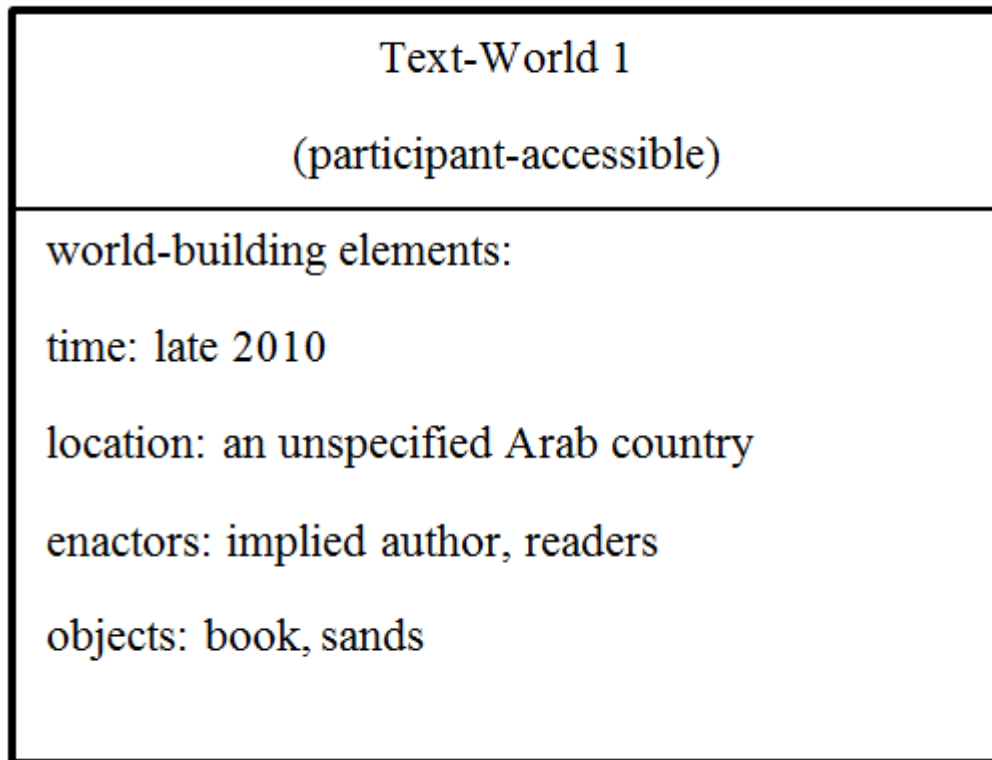 Text-World 1
(participant-accessible)
world-building elements:
time: late 2010
location: an unspecified Arab country
enactors: implied author, readers
objects: book, sands